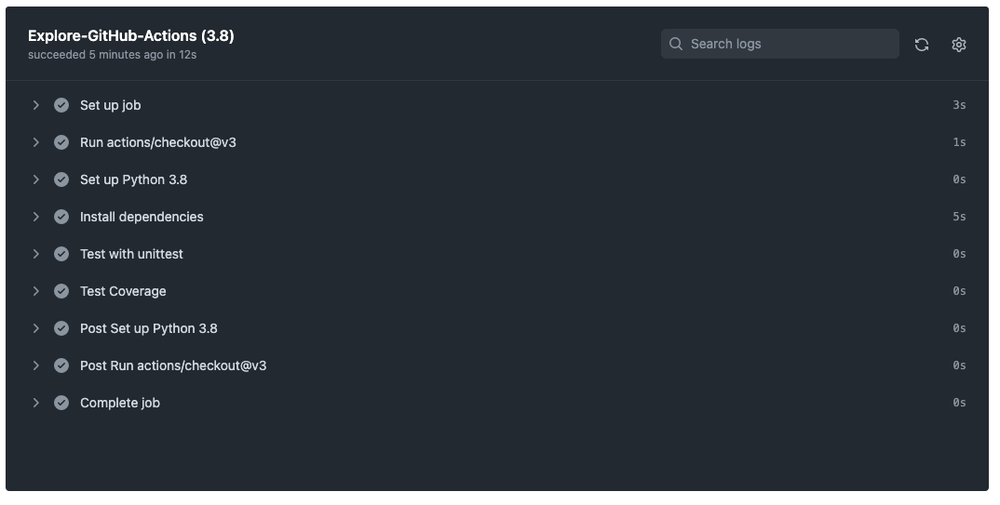 Explore-GitHub-Actions (3.8)
succeeded 5 minutes ago in 12s
Search logs
Set up job 3s
Run actions/checkout@v3 1s
Set up Python 3.8 0s
Install dependencies 5s
Test with unittest 0s
Test Coverage 0s
Post Set up Python 3.8 0s
Post Run actions/checkout@v3 0s
Complete job 0s